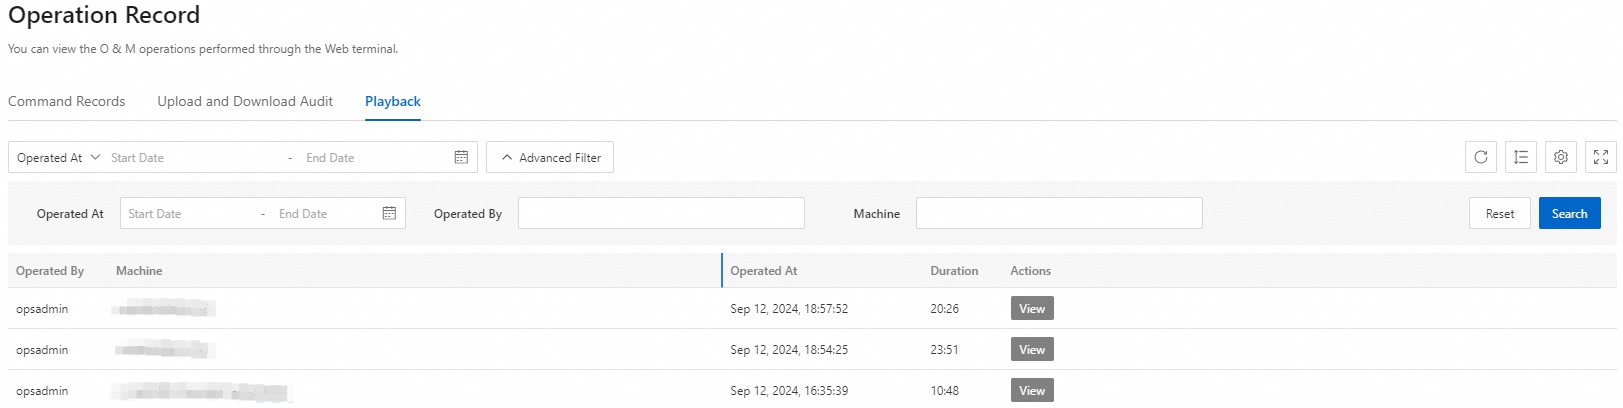 Operation Record
You can view the O & M operations performed through the Web terminal.
Command Records Upload and Download Audit Playback
Operated At Start Date - End Date Advanced Filter
Operated At Start Date - End Date Operated By Machine Reset Search
Operated By Machine Operated At Duration Actions
opsadmin Sep 12, 2024, 18:57:52 20:26 View
opsadmin Sep 12, 2024, 18:54:25 23:51 View
opsadmin Sep 12, 2024, 16:35:39 10:48 View